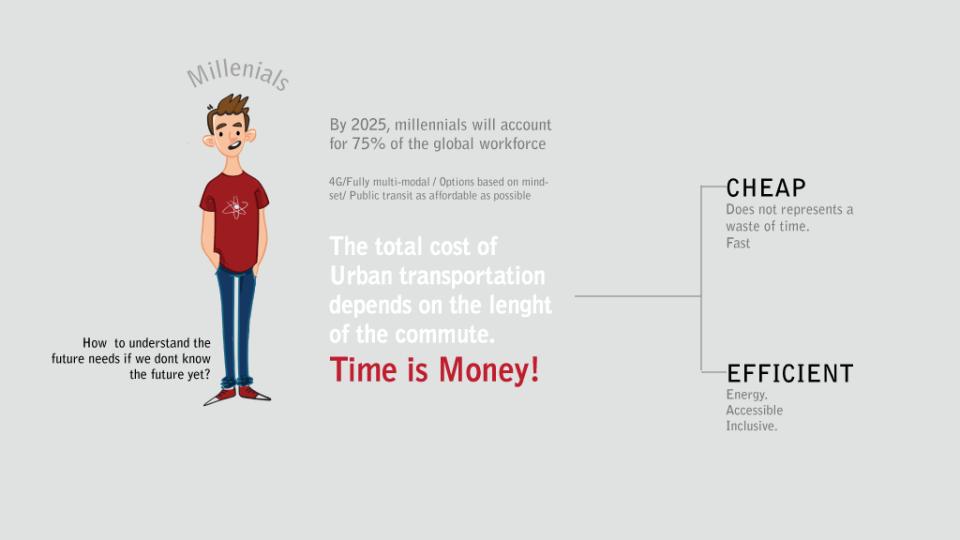 Millenials
By 2025, millennials will account
for 75% of the global workforce
4G/Fully multi-modal / Options based on mind-
set/ Public transit as affordable as possible
The total cost of
Urban transportation
depends on the lenght
of the commute.
Time is Money!
How  to understand the
future needs if we dont know
the future yet?
CHEAP
Does not represents a
waste of time.
Fast
EFFICIENT
Energy.
Accessible
Inclusive.